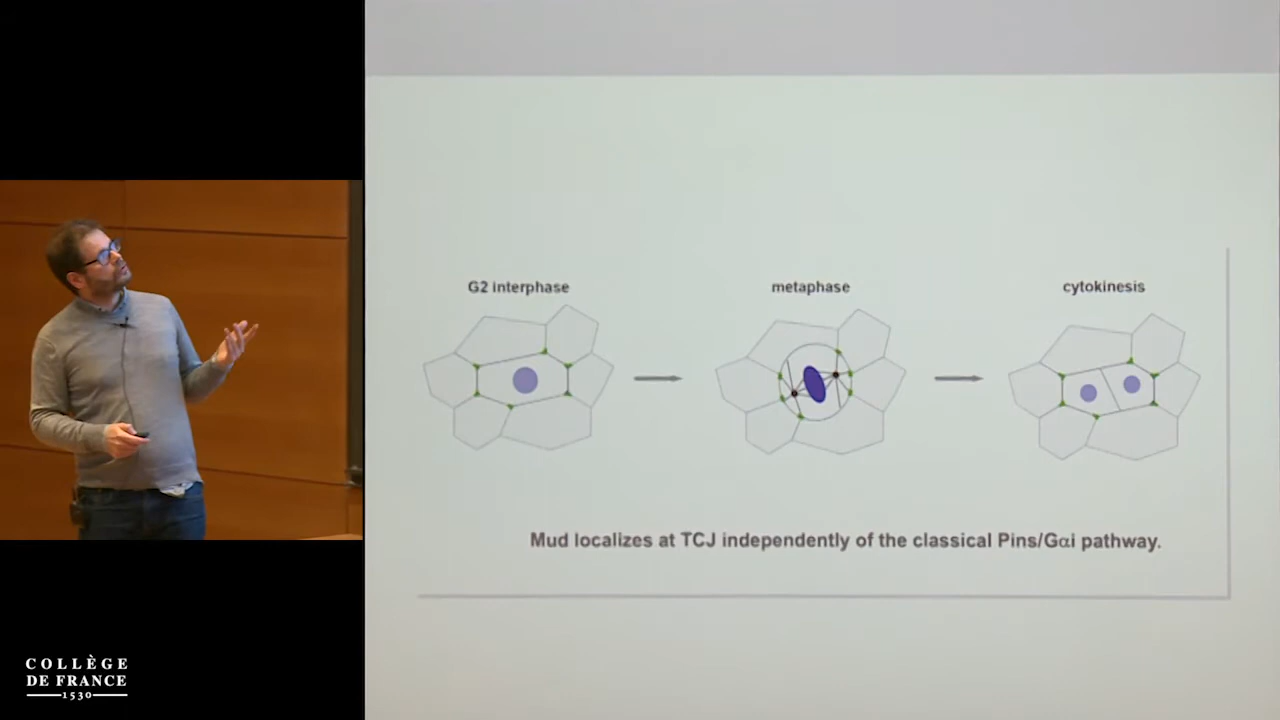 G2 interphase
metaphase
cytokinesis
Mud localizes at TCJ independently of the classical Pins/Gαi pathway.
COLLÈGE
DE FRANCE
1530